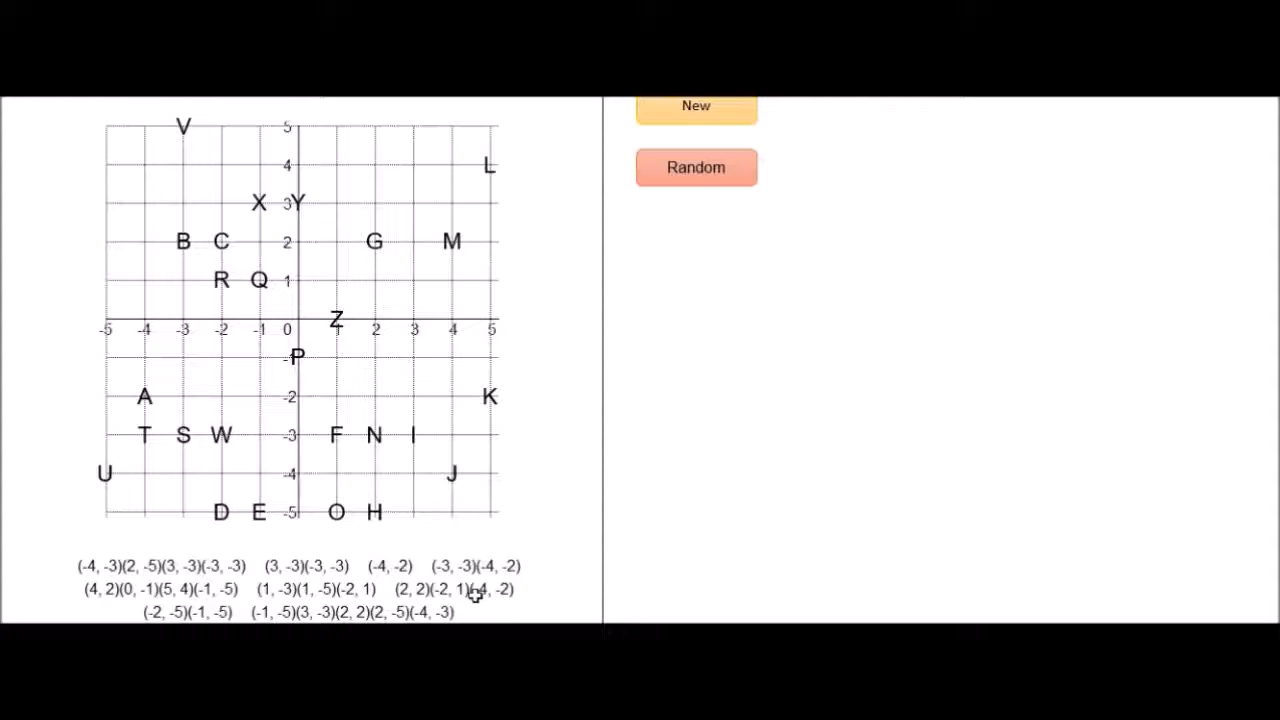 New
Random
V 5
4 L
X 3 Y
B C 2 G M
R Q 1
Z
-5 -4 -3 -2 -1 0 1 2 3 4 5
-1 P
A -2 K
T S W -3 F N I
U -4 J
D E -5 O H
(-4, -3)(2, -5)(3, -3)(-3, -3) (3, -3)(-3, -3) (-4, -2) (-3, -3)(-4, -2)
(4, 2)(0, -1)(5, 4)(-1, -5) (1, -3)(1, -5)(-2, 1) (2, 2)(-2, 1)(-4, -2)
(-2, -5)(-1, -5) (-1, -5)(3, -3)(2, 2)(2, -5)(-4, -3)